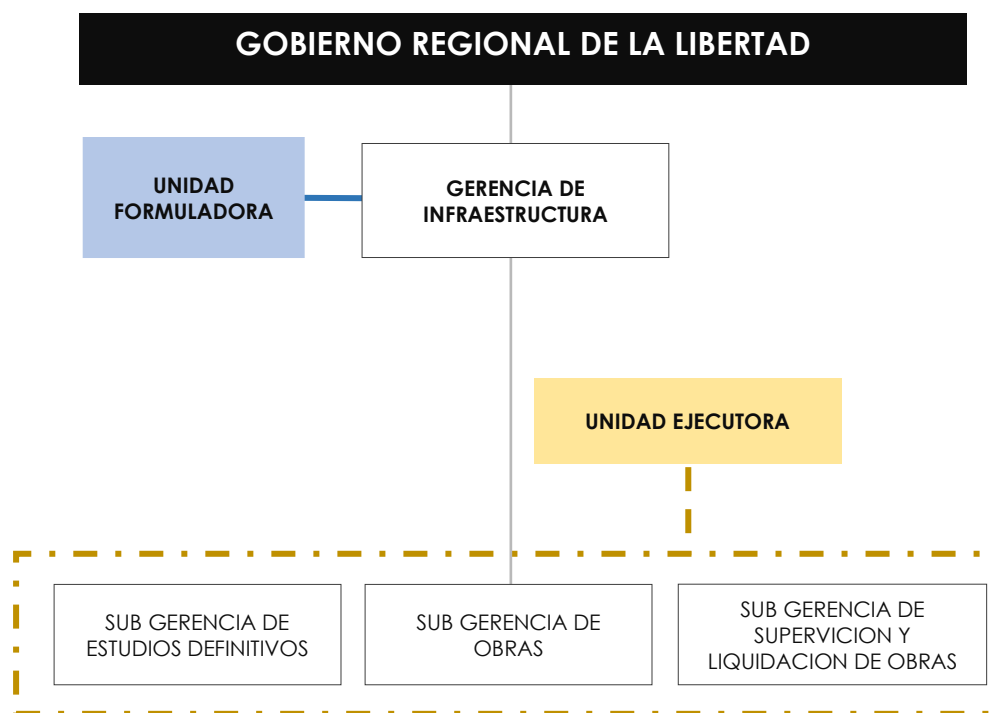 GOBIERNO REGIONAL DE LA LIBERTAD
UNIDAD
FORMULADORA
GERENCIA DE
INFRAESTRUCTURA
UNIDAD EJECUTORA
SUB GERENCIA DE
ESTUDIOS DEFINITIVOS
SUB GERENCIA DE
OBRAS
SUB GERENCIA DE
SUPERVICION Y
LIQUIDACION DE OBRAS